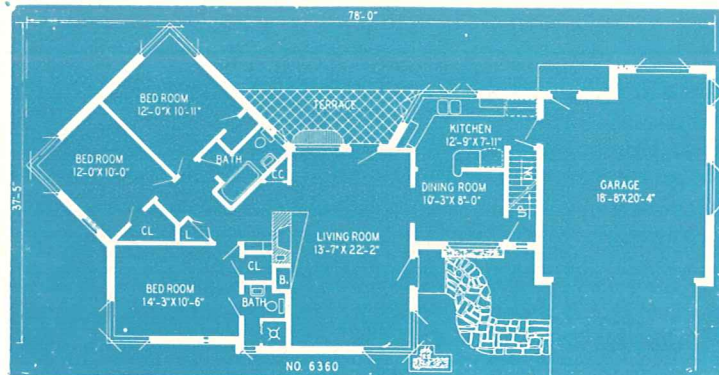 78'-0"
37'-5"
BED ROOM
12'-0"X 10'-11"
BED ROOM
12'-0"X 10'-0"
BATH
C.C.
CL.
L.
CL.
B.
BATH
BED ROOM
14'-3"X 10'-6"
TERRACE
LIVING ROOM
13'-7" X 22'-2"
KITCHEN
12'-9"X 7'-11"
DINING ROOM
10'-3"X 8'-0"
UP
DN.
GARAGE
18'-8"X20'-4"
NO. 6360